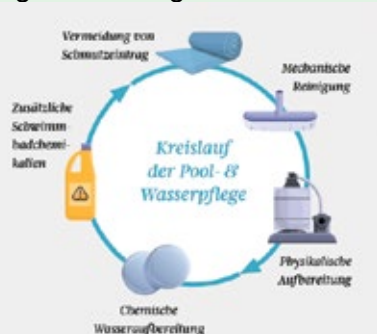 Vermeidung von
Schmutzeintrag
Mechanische
Reinigung
Zusätzliche
Schwimm-
badchemi-
kalien
Kreislauf
der Pool- &
Wasserpflege
Physikalische
Aufbereitung
Chemische
Wasseraufbereitung